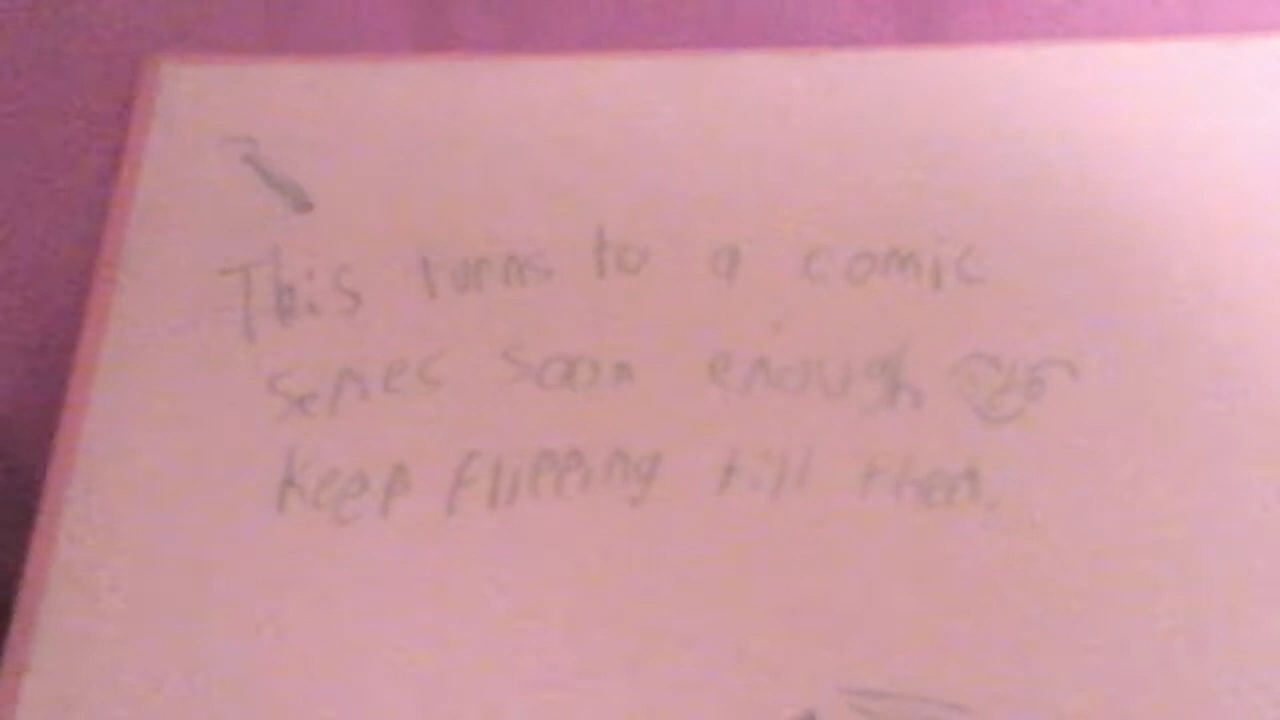 This turns to a comic
series soon enough
keep flipping till then.